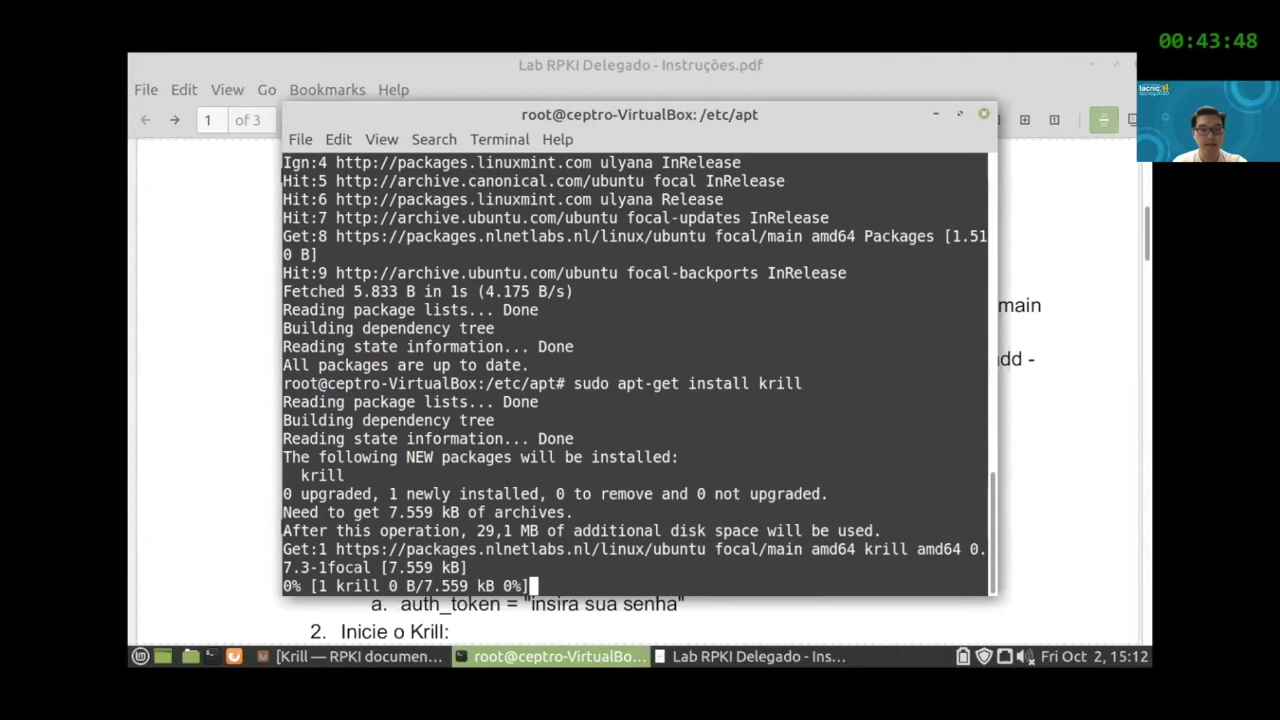 00:43:48
Lab RPKI Delegado - Instruções.pdf
File Edit View Go Bookmarks Help
1 of 3
lacnic
root@ceptro-VirtualBox: /etc/apt
File Edit View Search Terminal Help
Ign:4 http://packages.linuxmint.com ulyana InRelease
Hit:5 http://archive.canonical.com/ubuntu focal InRelease
Hit:6 http://packages.linuxmint.com ulyana Release
Hit:7 http://archive.ubuntu.com/ubuntu focal-updates InRelease
Get:8 https://packages.nlnetlabs.nl/linux/ubuntu focal/main amd64 Packages [1.51
0 B]
Hit:9 http://archive.ubuntu.com/ubuntu focal-backports InRelease
Fetched 5.833 B in 1s (4.175 B/s)
Reading package lists... Done
Building dependency tree
Reading state information... Done
All packages are up to date.
root@ceptro-VirtualBox:/etc/apt# sudo apt-get install krill
Reading package lists... Done
Building dependency tree
Reading state information... Done
The following NEW packages will be installed:
krill
0 upgraded, 1 newly installed, 0 to remove and 0 not upgraded.
Need to get 7.559 kB of archives.
After this operation, 29,1 MB of additional disk space will be used.
Get:1 https://packages.nlnetlabs.nl/linux/ubuntu focal/main amd64 krill amd64 0.
7.3-1focal [7.559 kB]
0% [1 krill 0 B/7.559 kB 0%]
main
dd -
a. auth_token = "insira sua senha"
2. Inicie o Krill:
[Krill — RPKI documen... root@ceptro-VirtualBo... Lab RPKI Delegado - Ins... Fri Oct 2, 15:12